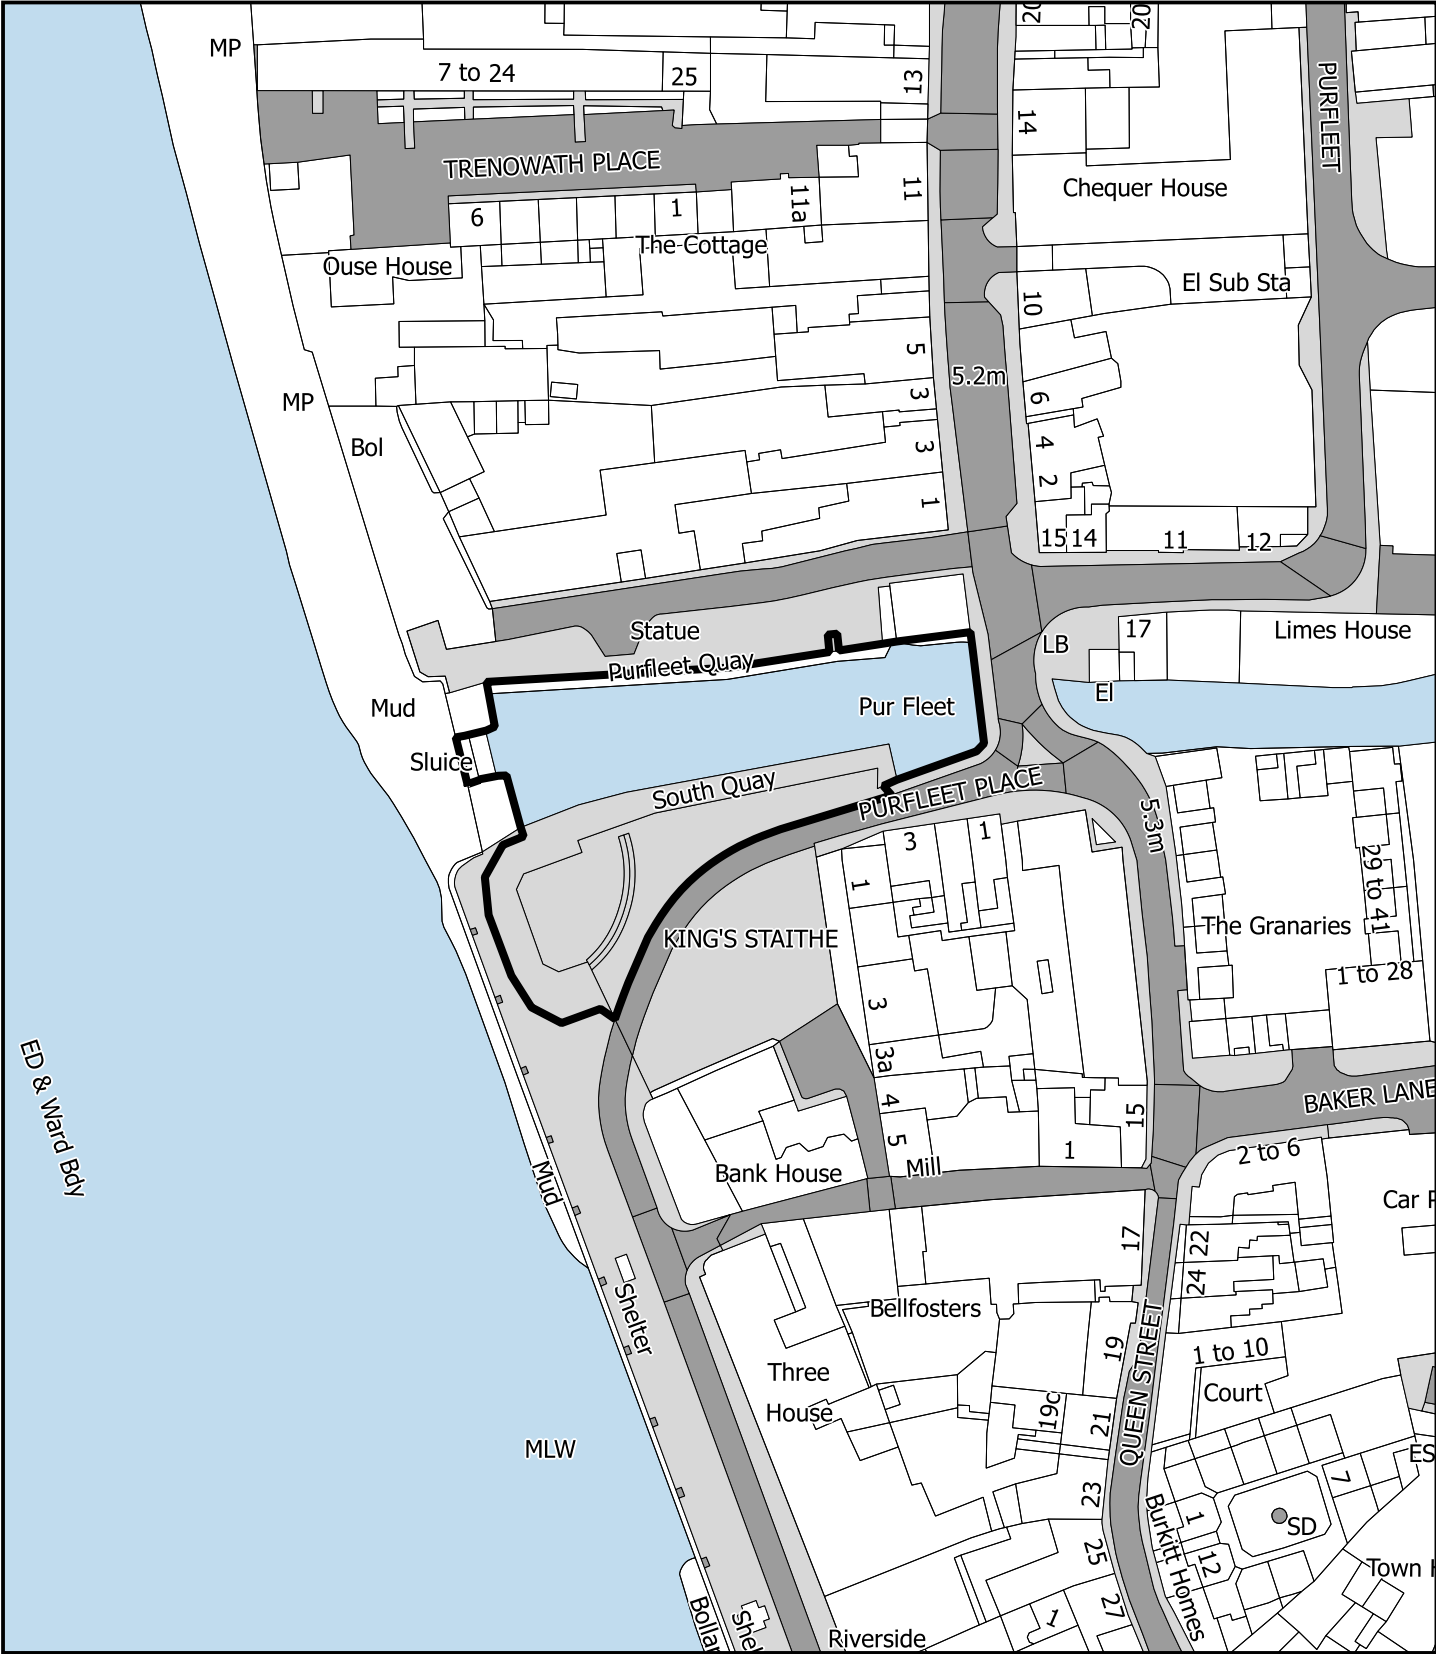 20
20
MP
7 to 24
25
13
PURFLEET
14
TRENOWATH PLACE
Chequer House
11a
11
6
1
The Cottage
Ouse House
El Sub Sta
10
5
5.2m
MP
3
6
Bol
3
4
2
1
15
14
11
12
Statue
17
Limes House
LB
Purfleet Quay
El
Mud
Pur Fleet
Sluice
South Quay
PURFLEET PLACE
5.3m
3
1
1
29 to 41
The Granaries
KING'S STAITHE
1 to 28
3
3a
ED & Ward Bdy
4
BAKER LANE
15
5
1
2 to 6
Mill
Bank House
Mud
Car
17
22
24
Bellfosters
Shelter
19
1 to 10
Three
House
Court
QUEEN STREET
19c
21
MLW
ES
7
23
1
SD
Burkitt Homes
25
12
Town
27
1
Riverside
Bollar
Shel